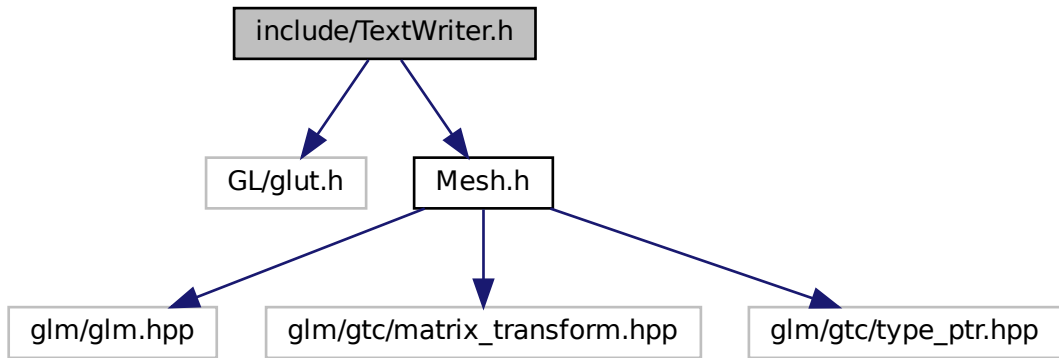 include/TextWriter.h
GL/glut.h
Mesh.h
glm/glm.hpp
glm/gtc/matrix_transform.hpp
glm/gtc/type_ptr.hpp